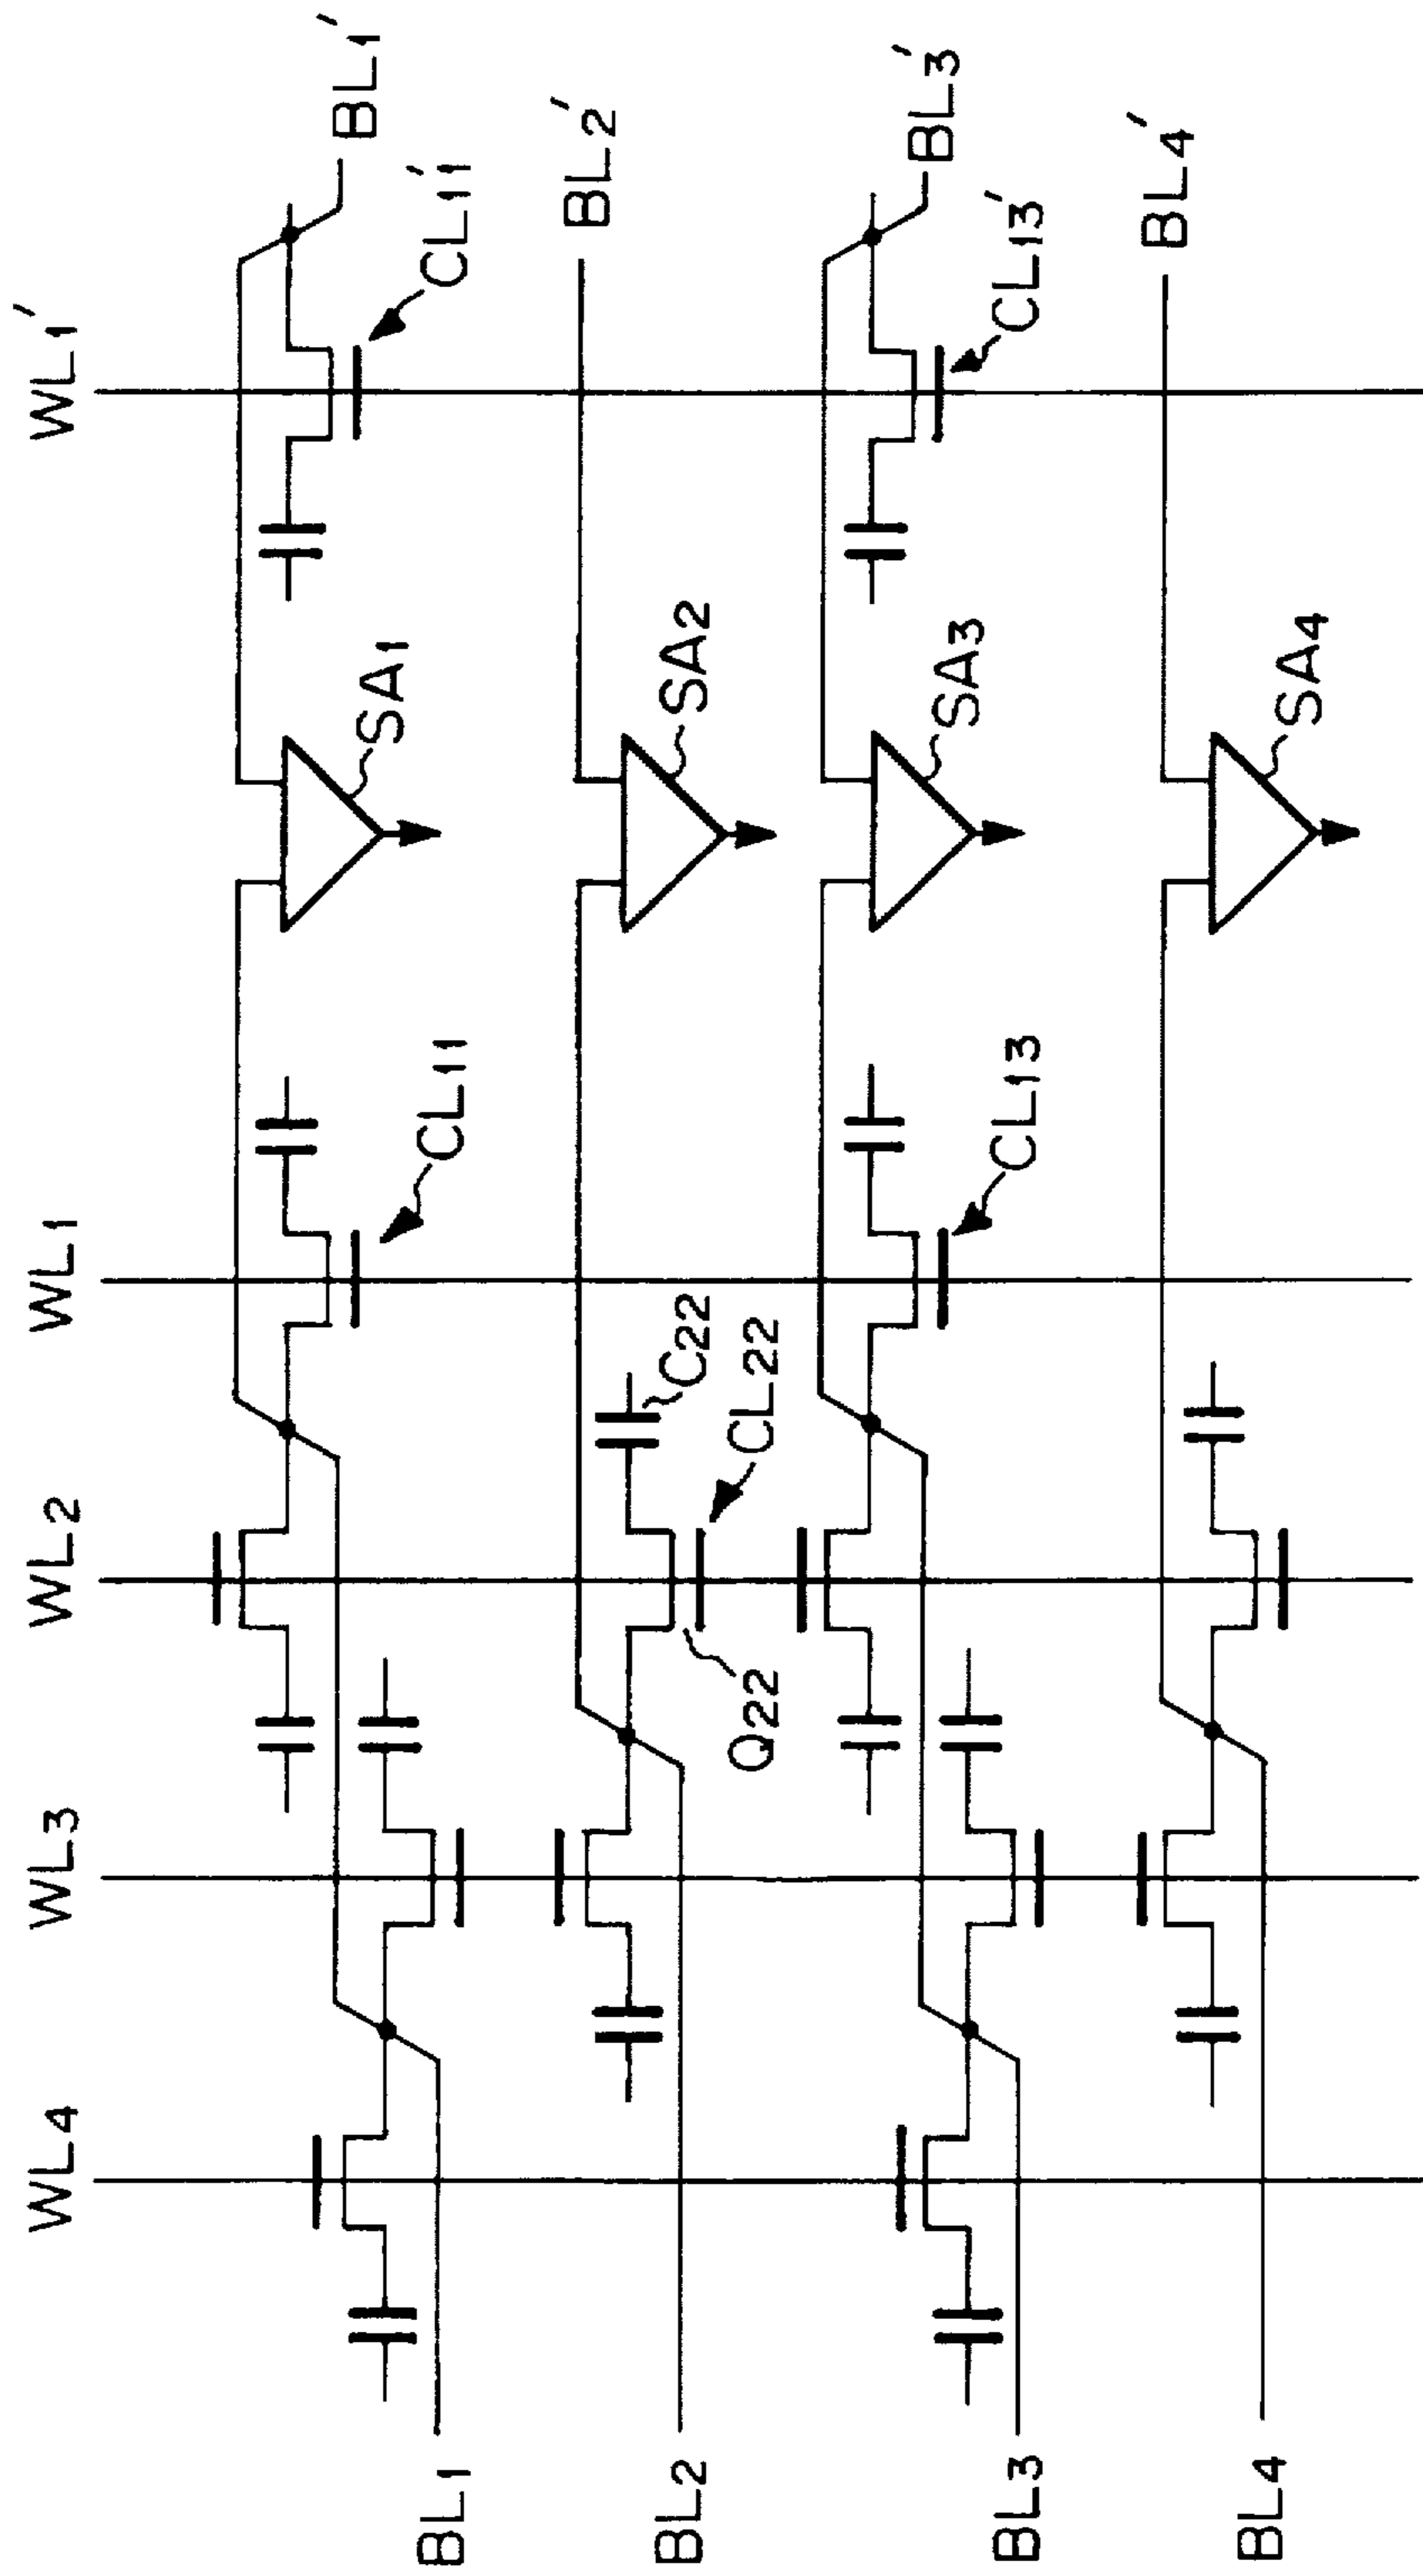 WL4
WL3
WL2
WL1
WL1'
BL1
BL2
BL3
BL4
CL11
CL13
C22
CL22
Q22
SA1
SA2
SA3
SA4
CL11'
CL13'
BL1'
BL2'
BL3'
BL4'